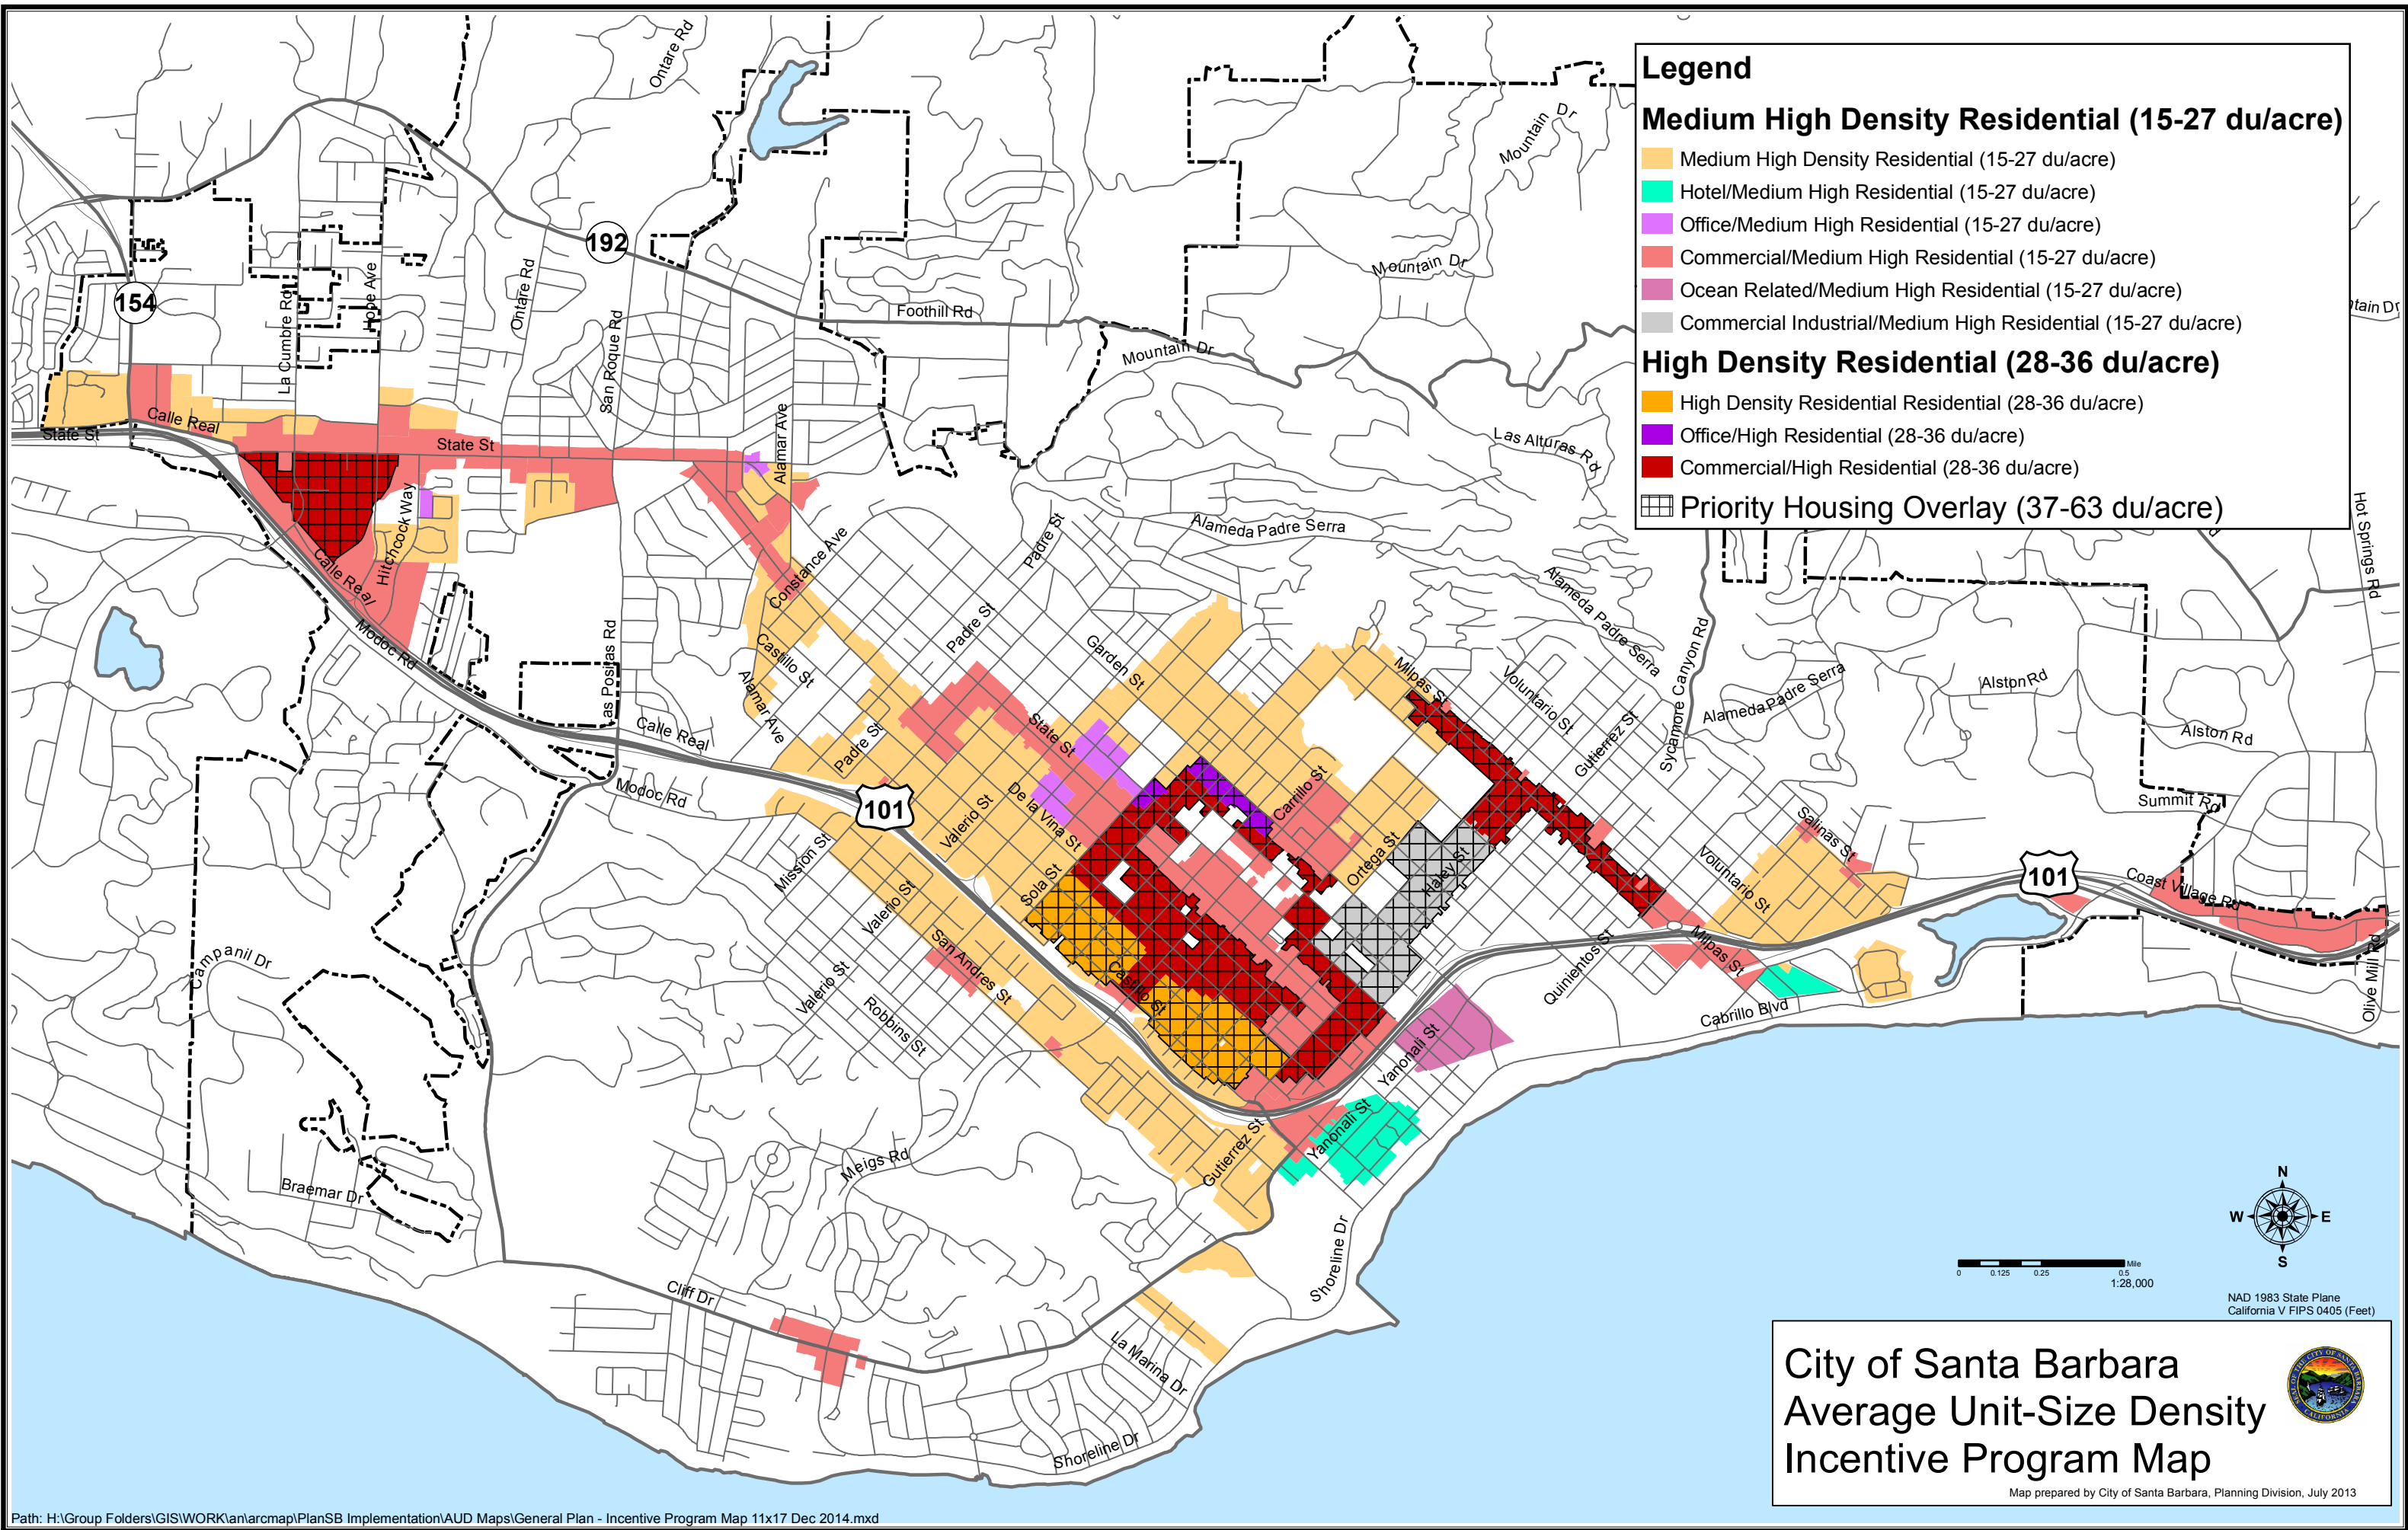 Legend
Medium High Density Residential (15-27 du/acre)
Medium High Density Residential (15-27 du/acre)
Hotel/Medium High Residential (15-27 du/acre)
Office/Medium High Residential (15-27 du/acre)
Commercial/Medium High Residential (15-27 du/acre)
Ocean Related/Medium High Residential (15-27 du/acre)
Commercial Industrial/Medium High Residential (15-27 du/acre)
High Density Residential (28-36 du/acre)
High Density Residential Residential (28-36 du/acre)
Office/High Residential (28-36 du/acre)
Commercial/High Residential (28-36 du/acre)
Priority Housing Overlay (37-63 du/acre)
Ontare Rd
Mountain Dr
192
154
La Cumbre Rd
Hope Ave
Ontare Rd
San Roque Rd
Foothill Rd
Mountain Dr
Mountain Dr
ntain Dr
Calle Real
State St
State St
Alamar Ave
Las Alturas Rd
Hitchcock Way
Calle Real
Modoc Rd
Constance Ave
Padre St
Alameda Padre Serra
Hot Springs Rd
Alameda Padre Serra
Castillo St
Padre St
Garden St
Milpas St
Voluntario St
Sycamore Canyon Rd
Alameda Padre Serra
Alston Rd
Alston Rd
as Positas Rd
Alamar Ave
Calle Real
Padre St
State St
Gutierrez St
Modoc Rd
101
Valerio St
De la Vina St
Carrillo St
Summit Rd
Mission St
Sola St
Ortega St
Haley St
Salinas St
Voluntario St
101
Coast Village Rd
Valerio St
San Andres St
Castillo St
Milpas St
Quinientos St
Campanil Dr
Valerio St
Robbins St
Yanonali St
Cabrillo Blvd
Olive Mill Rd
Braemar Dr
Meigs Rd
Gutierrez St
Yanonali St
Shoreline Dr
Cliff Dr
La Marina Dr
Shoreline Dr
N
W
E
S
Mile
0
0.125
0.25
0.5
1:28,000
NAD 1983 State Plane
California V FIPS 0405 (Feet)
City of Santa Barbara
Average Unit-Size Density
Incentive Program Map
Map prepared by City of Santa Barbara, Planning Division, July 2013
Path: H:\Group Folders\GIS\WORK\an\arcmap\PlanSB Implementation\AUD Maps\General Plan - Incentive Program Map 11x17 Dec 2014.mxd